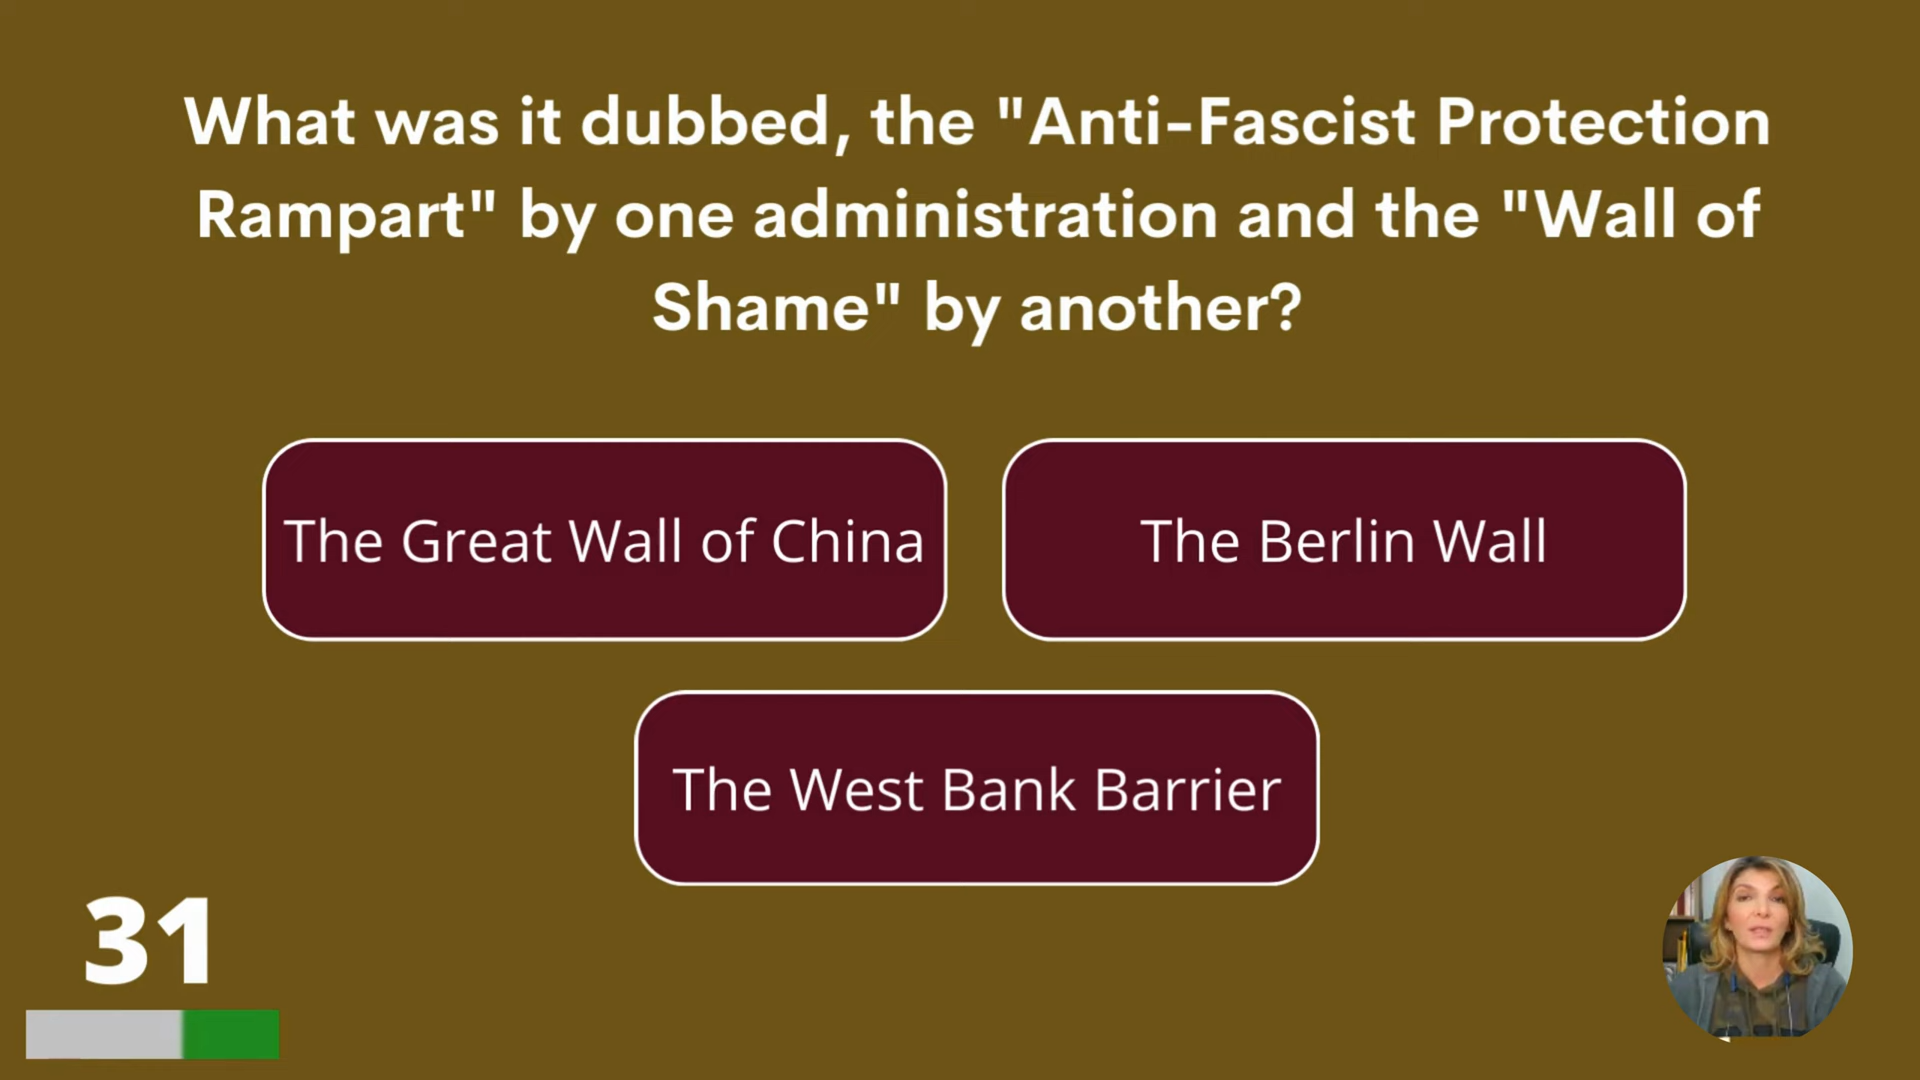 What was it dubbed, the "Anti-Fascist Protection
Rampart" by one administration and the "Wall of
Shame" by another?
The Great Wall of China
The Berlin Wall
The West Bank Barrier
31